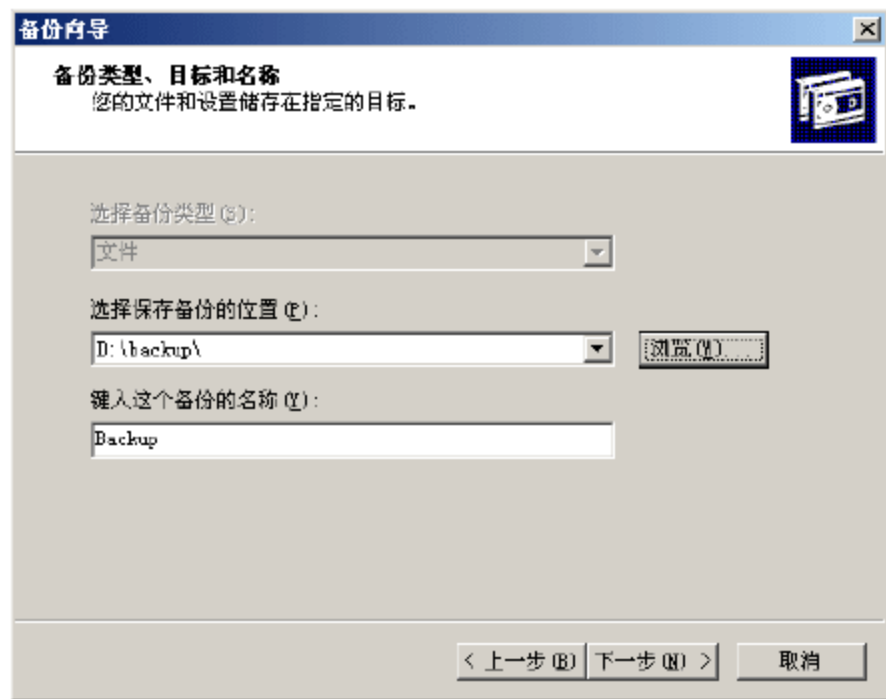 备份向导
备份类型、目标和名称
您的文件和设置储存在指定的目标。
选择备份类型(S):
文件
选择保存备份的位置(P):
D:\backup\
浏览(W)...
键入这个备份的名称(Y):
Backup
< 上一步(B)
下一步(N) >
取消